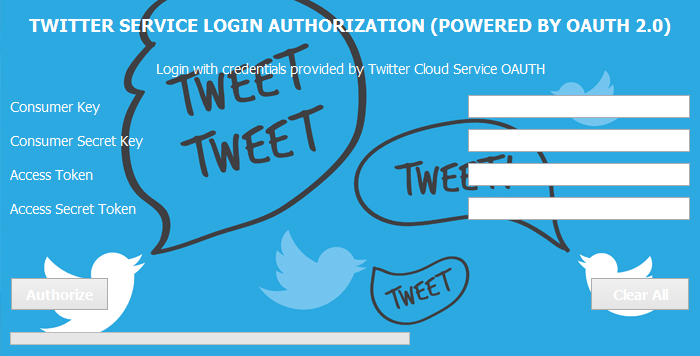 TWITTER SERVICE LOGIN AUTHORIZATION (POWERED BY OAUTH 2.0)
Login with credentials provided by Twitter Cloud Service OAUTH
TWEET
TWEET
Consumer Key
Consumer Secret Key
TWEET!
Access Token
Access Secret Token
TWEET
Authorize
Clear All